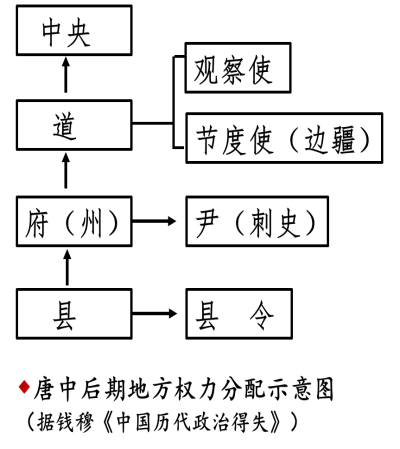 中央
道
观察使
节度使（边疆）
府（州）
尹（刺史）
县
县 令
♦唐中后期地方权力分配示意图
（据钱穆《中国历代政治得失》）